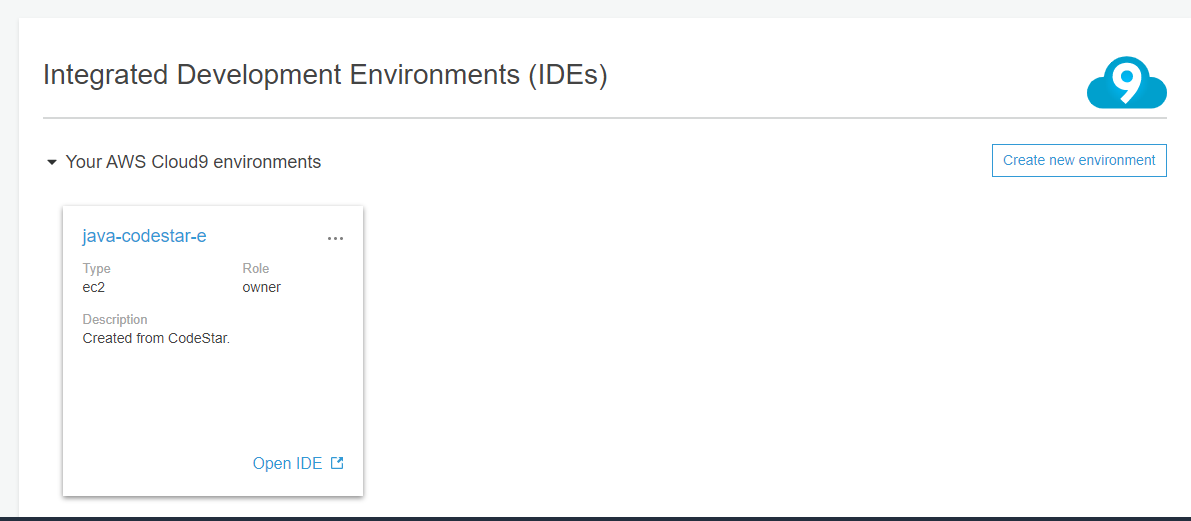 Integrated Development Environments (IDEs)
9
Your AWS Cloud9 environments
Create new environment
java-codestar-e
...
Type
Role
ec2
owner
Description
Created from CodeStar.
Open IDE